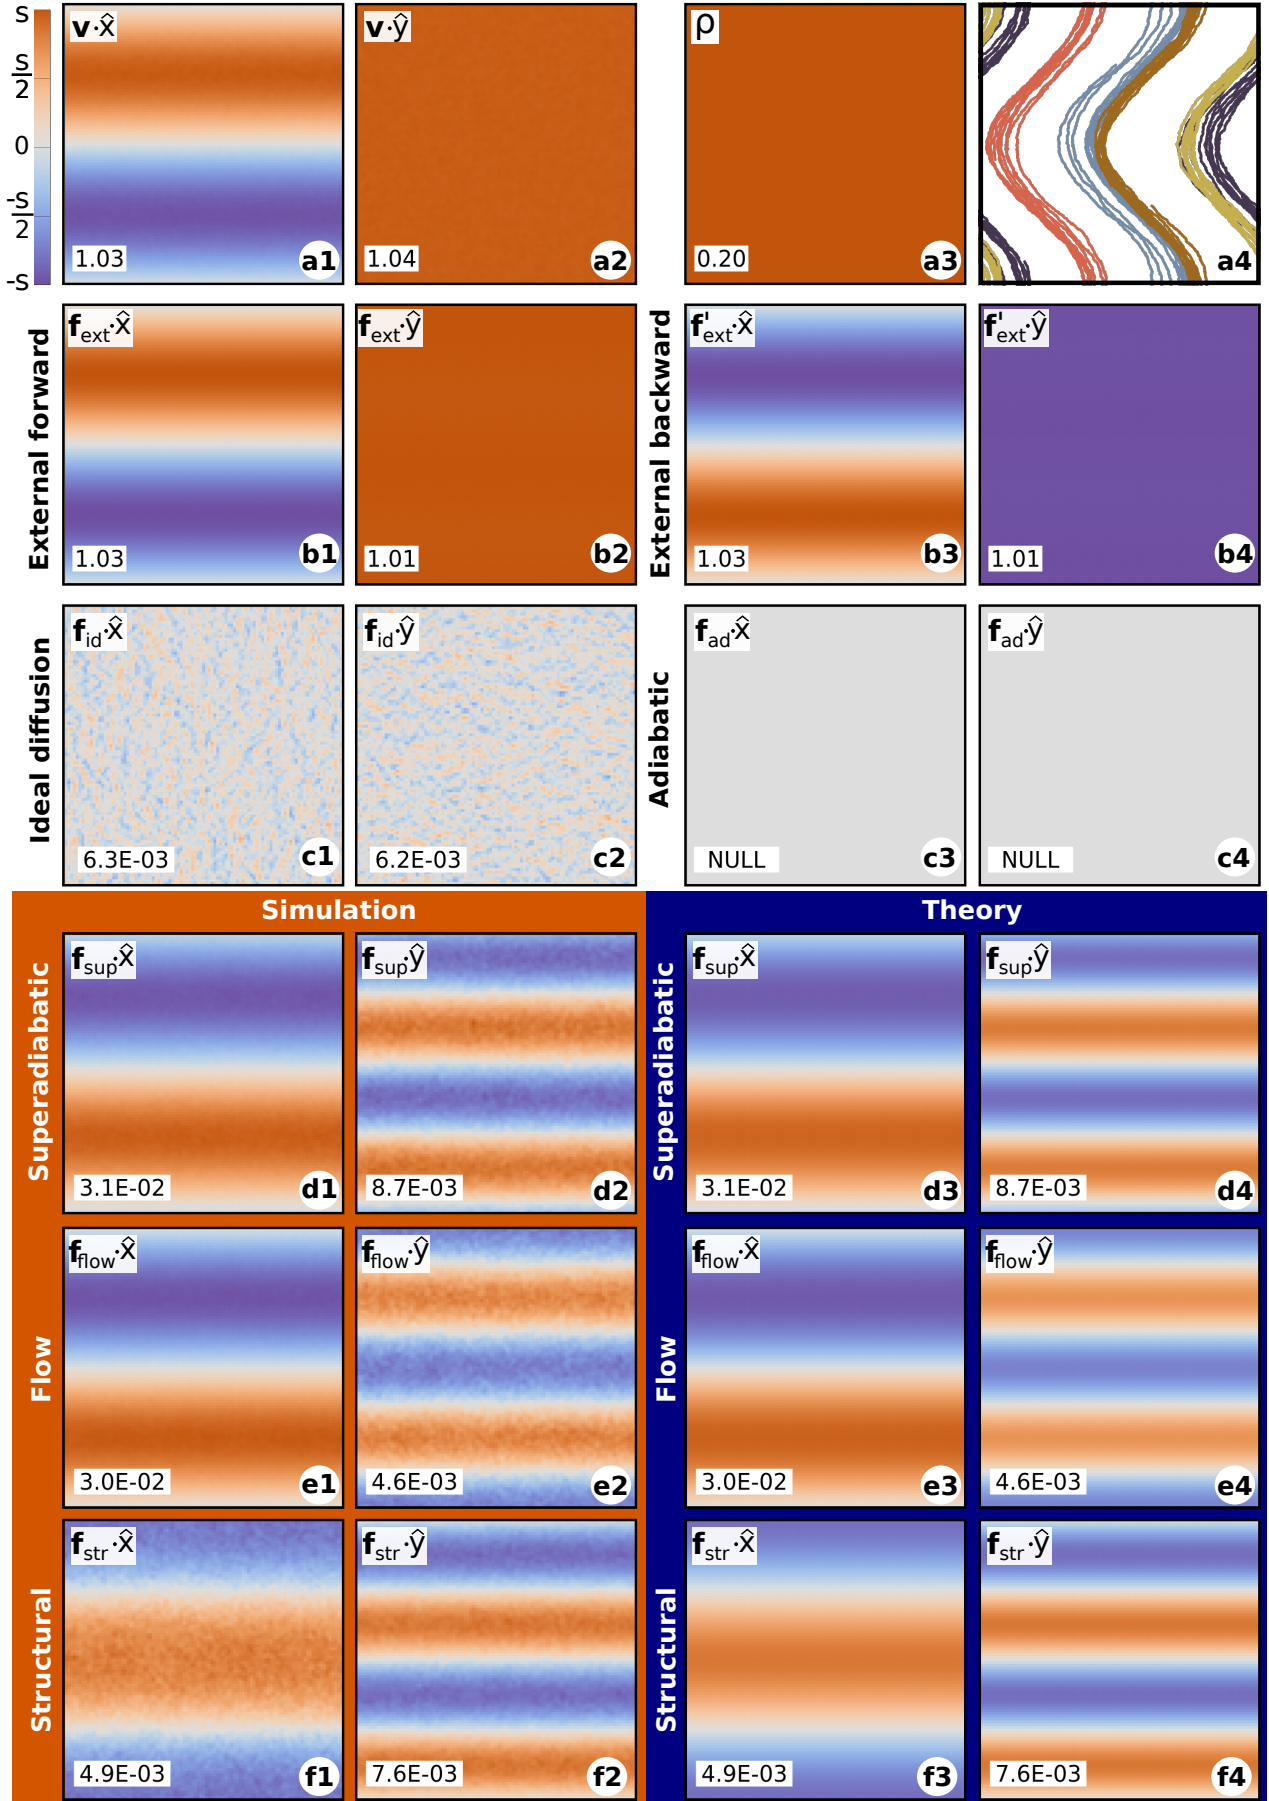 S
S
2
0
-S
2
-S
v·x̂
1.03
a1
v·ŷ
1.04
a2
ρ
0.20
a3
a4
External forward
f_ext·x̂
1.03
b1
f_ext·ŷ
1.01
b2
External backward
f'_ext·x̂
1.03
b3
f'_ext·ŷ
1.01
b4
Ideal diffusion
f_id·x̂
6.3E-03
c1
f_id·ŷ
6.2E-03
c2
Adiabatic
f_ad·x̂
NULL
c3
f_ad·ŷ
NULL
c4
Simulation
Theory
Superadiabatic
f_sup·x̂
3.1E-02
d1
f_sup·ŷ
8.7E-03
d2
Superadiabatic
f_sup·x̂
3.1E-02
d3
f_sup·ŷ
8.7E-03
d4
Flow
f_flow·x̂
3.0E-02
e1
f_flow·ŷ
4.6E-03
e2
Flow
f_flow·x̂
3.0E-02
e3
f_flow·ŷ
4.6E-03
e4
Structural
f_str·x̂
4.9E-03
f1
f_str·ŷ
7.6E-03
f2
Structural
f_str·x̂
4.9E-03
f3
f_str·ŷ
7.6E-03
f4